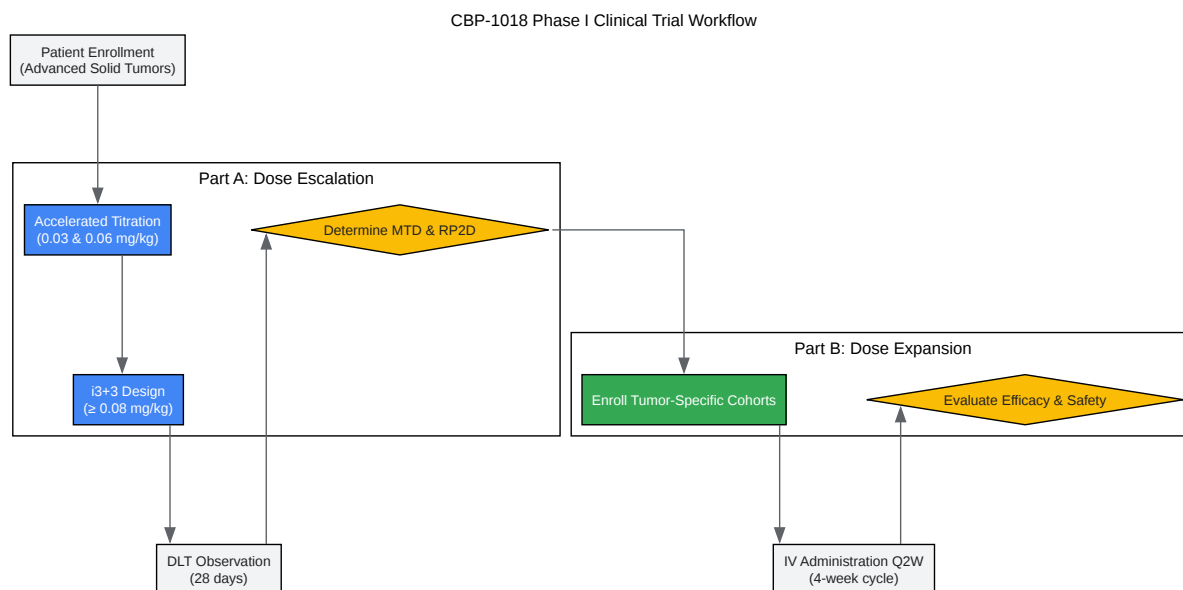 CBP-1018 Phase I Clinical Trial Workflow
Patient Enrollment
(Advanced Solid Tumors)
Part A: Dose Escalation
Accelerated Titration
(0.03 & 0.06 mg/kg)
Determine MTD & RP2D
i3+3 Design
(≥ 0.08 mg/kg)
DLT Observation
(28 days)
Part B: Dose Expansion
Enroll Tumor-Specific Cohorts
Evaluate Efficacy & Safety
IV Administration Q2W
(4-week cycle)